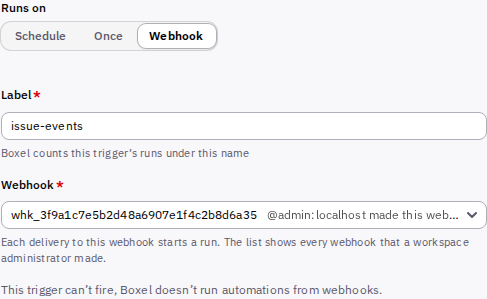 Runs on
Schedule Once Webhook
Label *
issue-events
Boxel counts this trigger's runs under this name
Webhook *
whk_3f9a1c7e5b2d48a6907e1f4c2b8d6a35 @admin:localhost made this web...
Each delivery to this webhook starts a run. The list shows every webhook that a workspace
administrator made.
This trigger can't fire, Boxel doesn't run automations from webhooks.